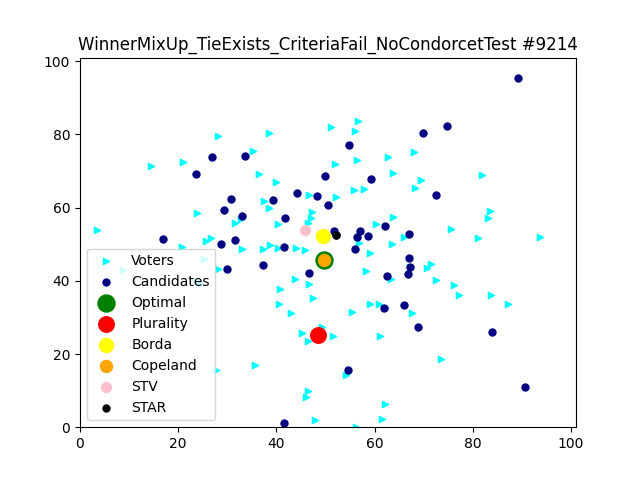 WinnerMixUp_TieExists_CriteriaFail_NoCondorcetTest #9214
100
80
60
40
20
0
Voters
Candidates
Optimal
Plurality
Borda
Copeland
STV
STAR
0 20 40 60 80 100